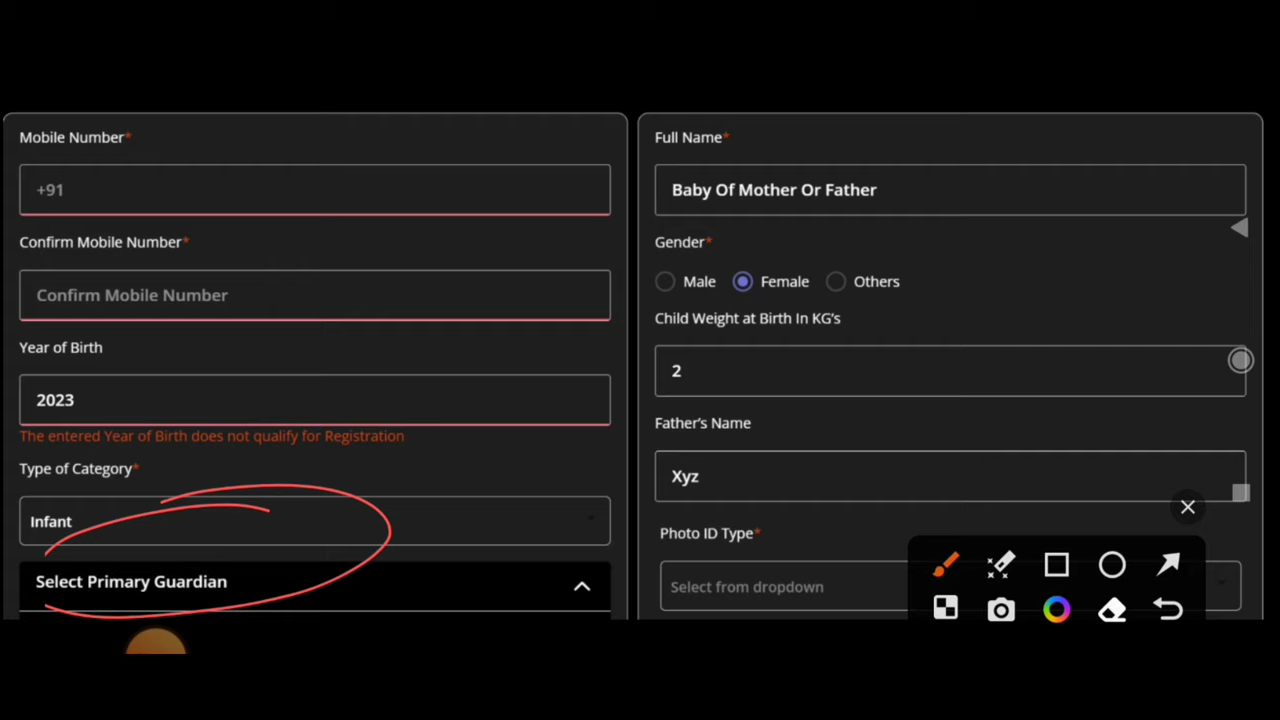 Mobile Number*
+91
Confirm Mobile Number*
Confirm Mobile Number
Year of Birth
2023
The entered Year of Birth does not qualify for Registration
Type of Category*
Infant
Select Primary Guardian
Full Name*
Baby Of Mother Or Father
Gender*
Male Female Others
Child Weight at Birth In KG's
2
Father's Name
Xyz
Photo ID Type*
Select from dropdown